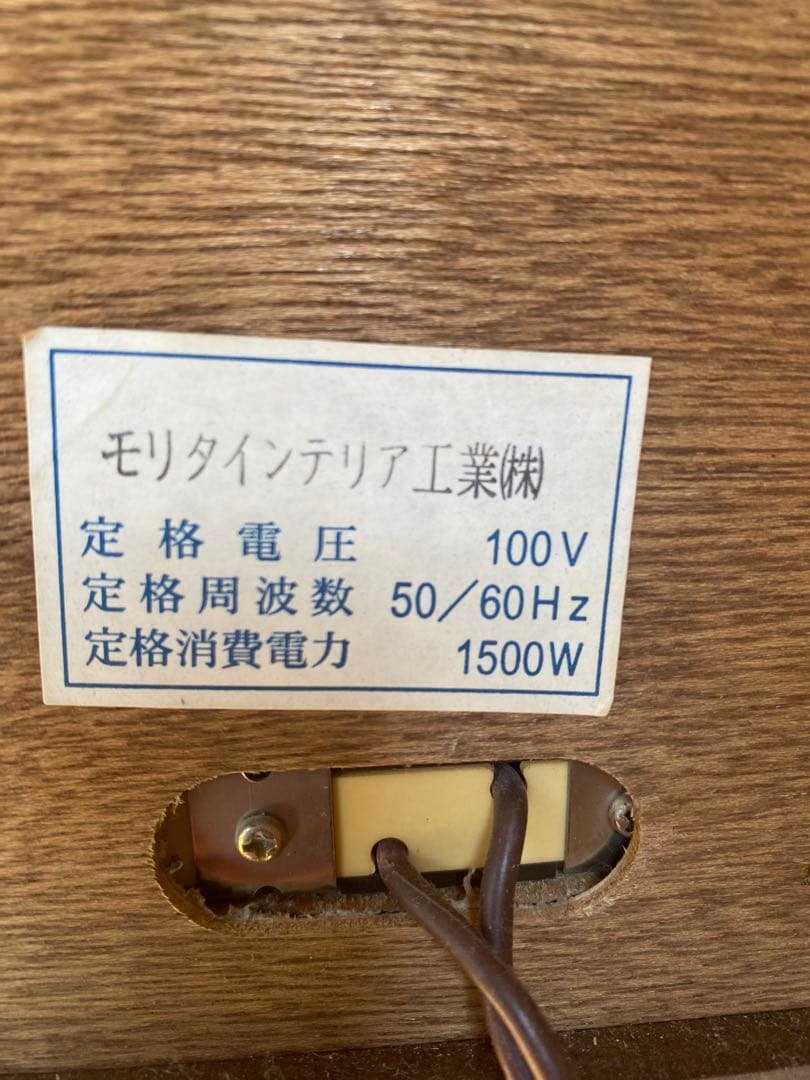 モリタインテリア工業㈱
定格電圧 100V
定格周波数 50/60Hz
定格消費電力 1500W